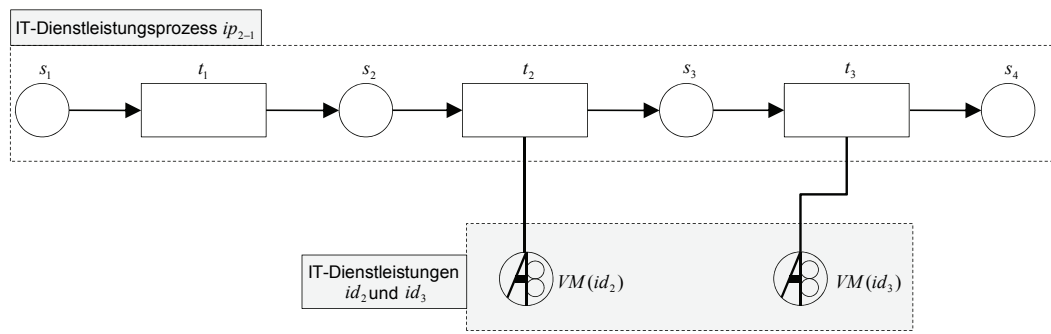 IT-Dienstleistungsprozess ip₂₋₁
s₁ t₁ s₂ t₂ s₃ t₃ s₄
IT-Dienstleistungen
id₂ und id₃
VM(id₂) VM(id₃)